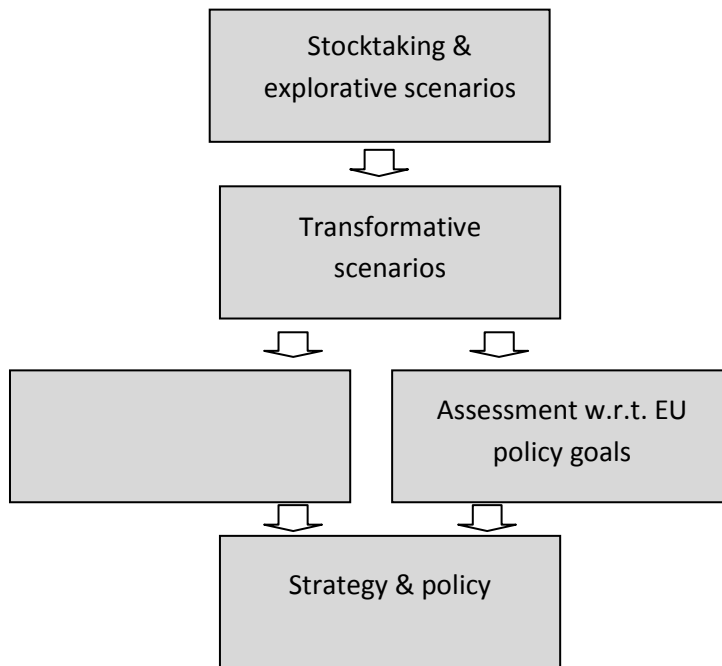 Stocktaking &
explorative scenarios
Transformative
scenarios
Assessment w.r.t. EU
policy goals
Strategy & policy